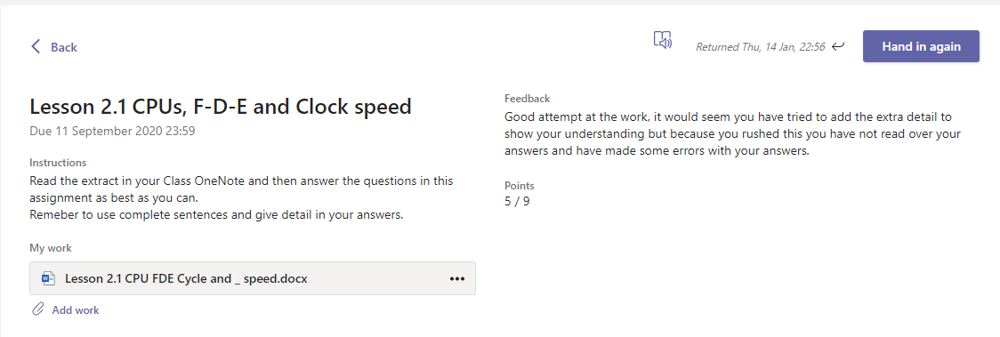 Back
Returned Thu, 14 Jan, 22:56
Hand in again
Lesson 2.1 CPUs, F-D-E and Clock speed
Due 11 September 2020 23:59
Instructions
Read the extract in your Class OneNote and then answer the questions in this
assignment as best as you can.
Remeber to use complete sentences and give detail in your answers.
My work
Lesson 2.1 CPU FDE Cycle and _ speed.docx
Add work
Feedback
Good attempt at the work, it would seem you have tried to add the extra detail to
show your understanding but because you rushed this you have not read over your
answers and have made some errors with your answers.
Points
5 / 9